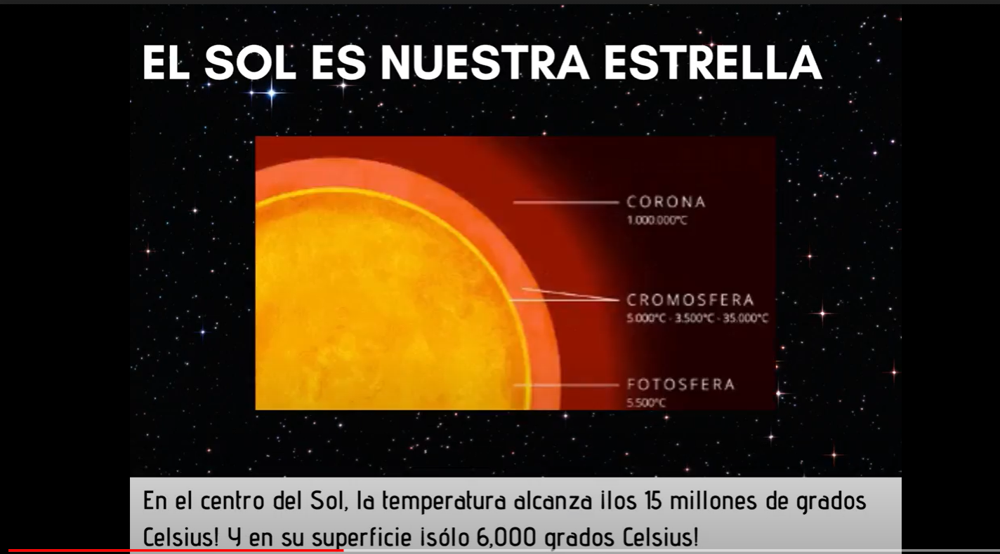 EL SOL ES NUESTRA ESTRELLA
CORONA
1.000.000°C
CROMOSFERA
5.000°C - 3.500°C - 35.000°C
FOTOSFERA
5.500°C
En el centro del Sol, la temperatura alcanza ¡los 15 millones de grados
Celsius! Y en su superficie ¡sólo 6,000 grados Celsius!